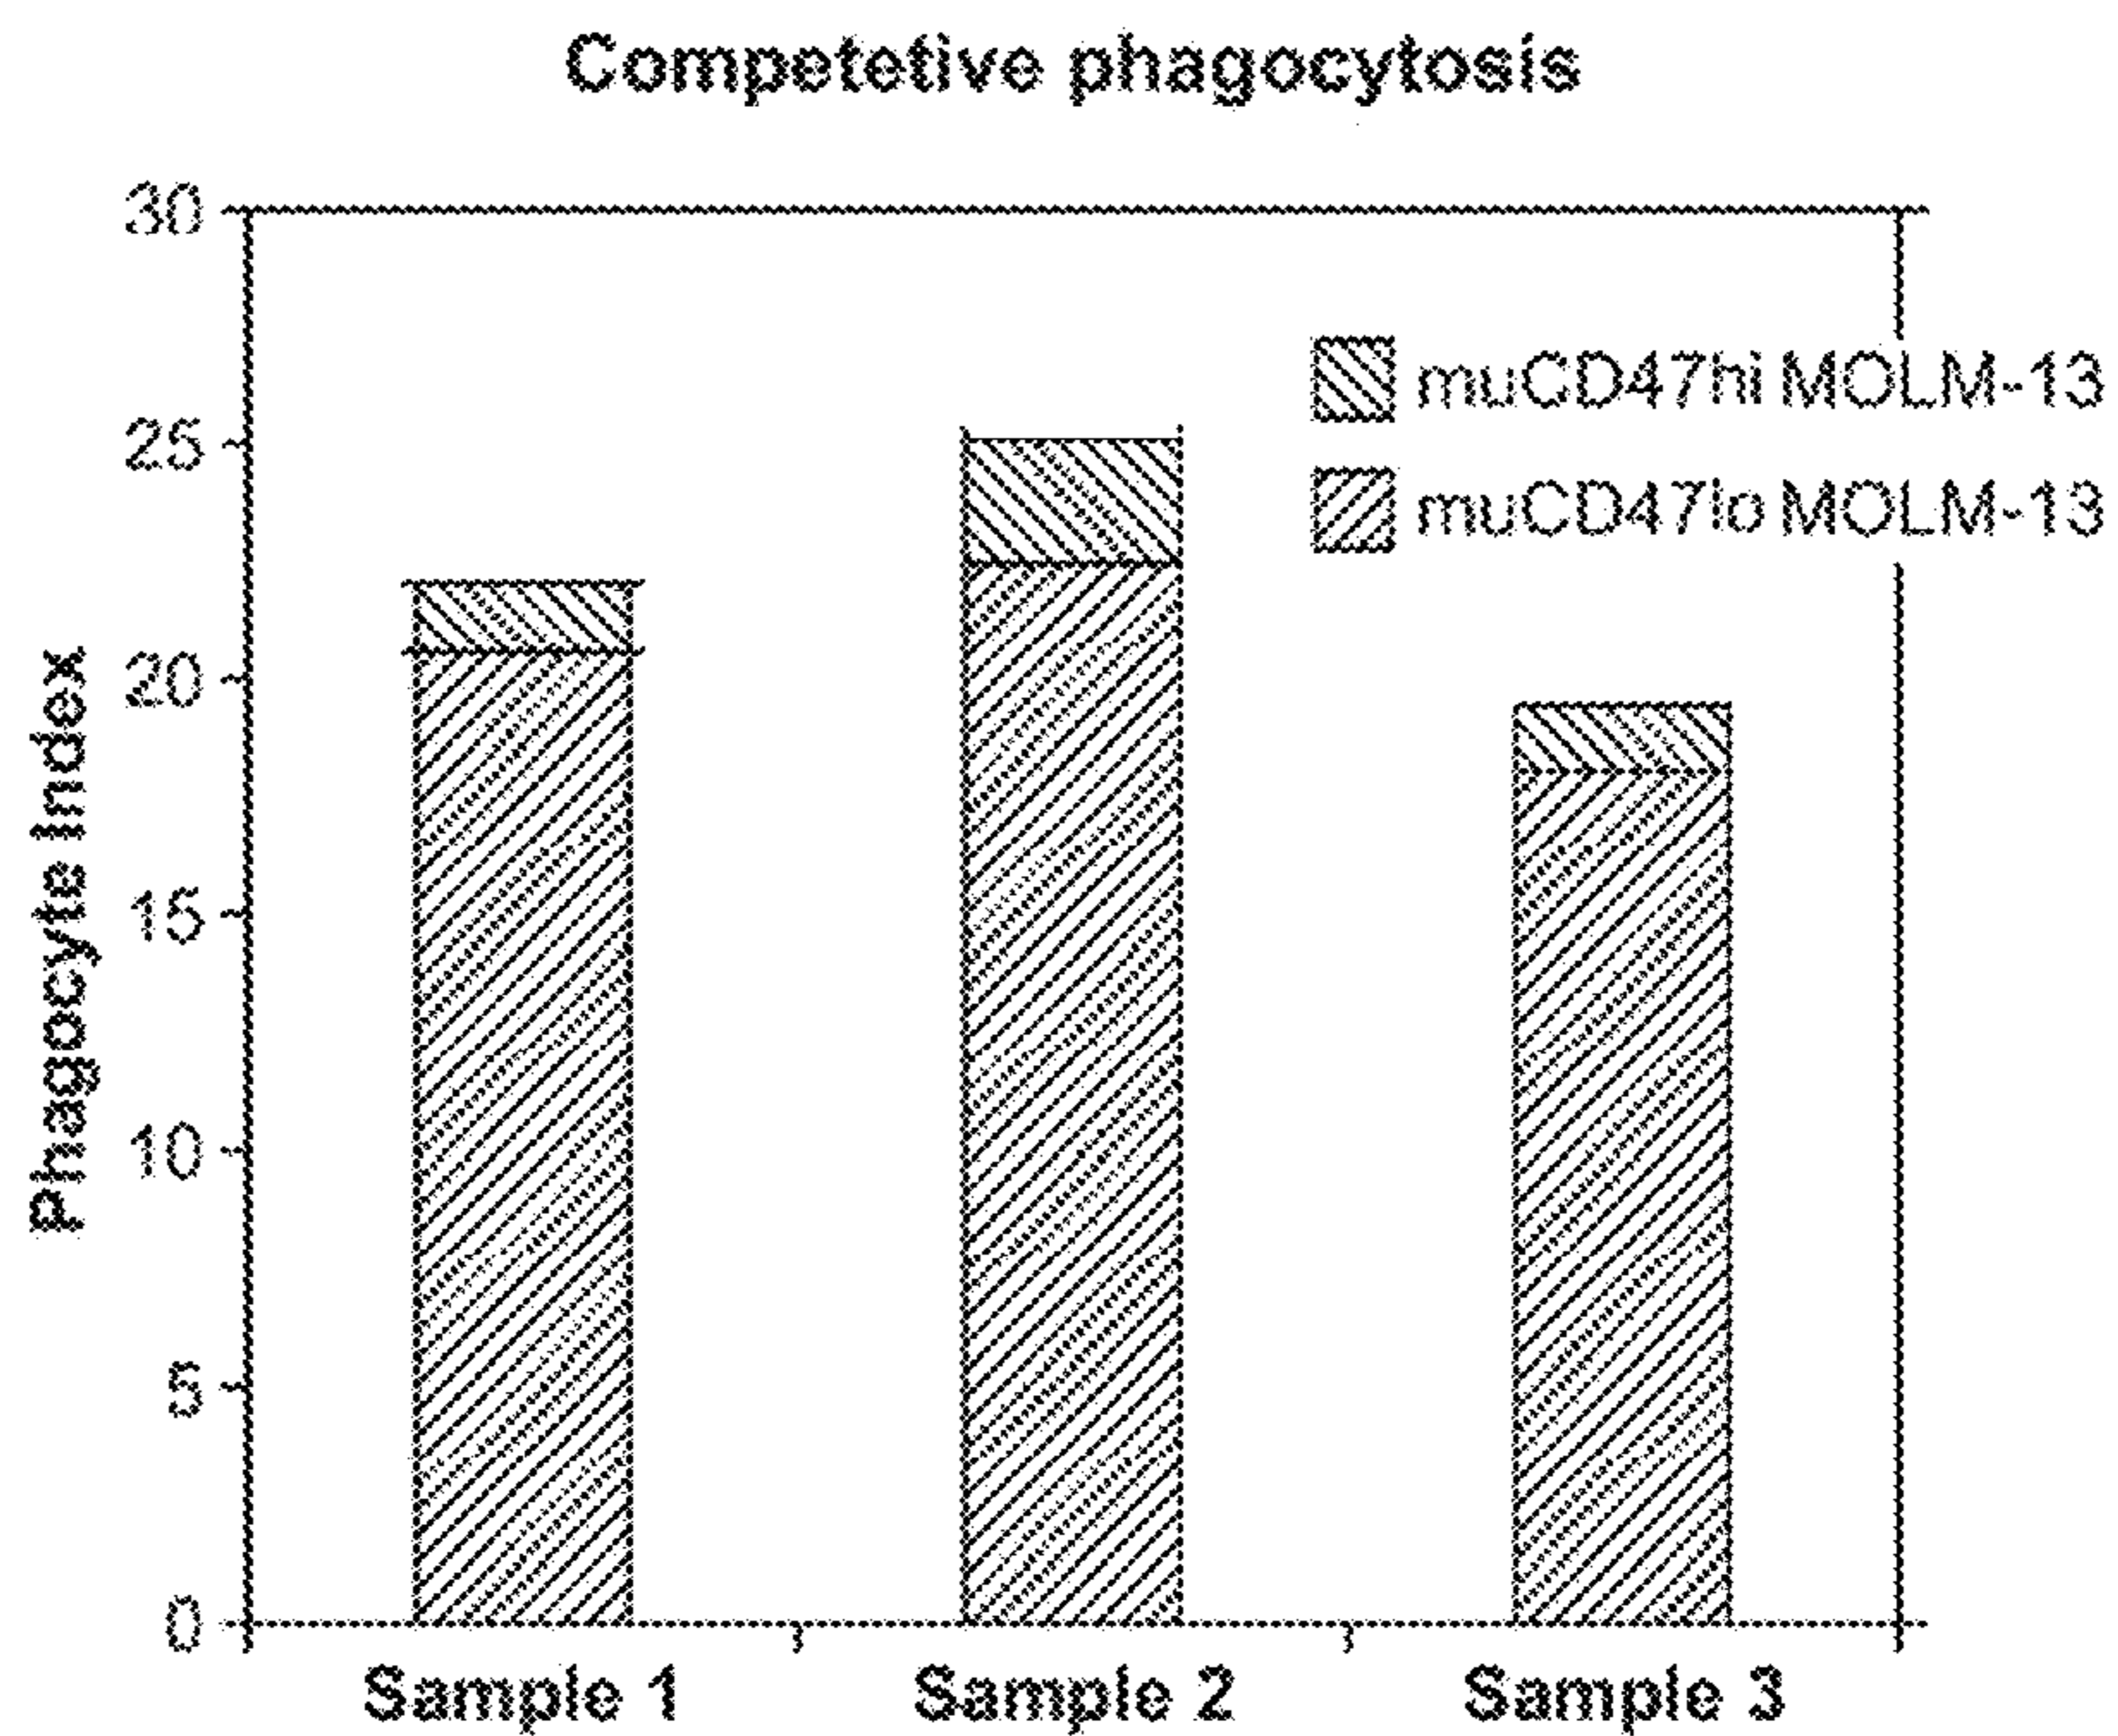 Competetive phagocytosis
30
25
20
15
10
5
0
Phagocyte Index
muCD47hi MOLM-13
muCD47lo MOLM-13
Sample 1
Sample 2
Sample 3